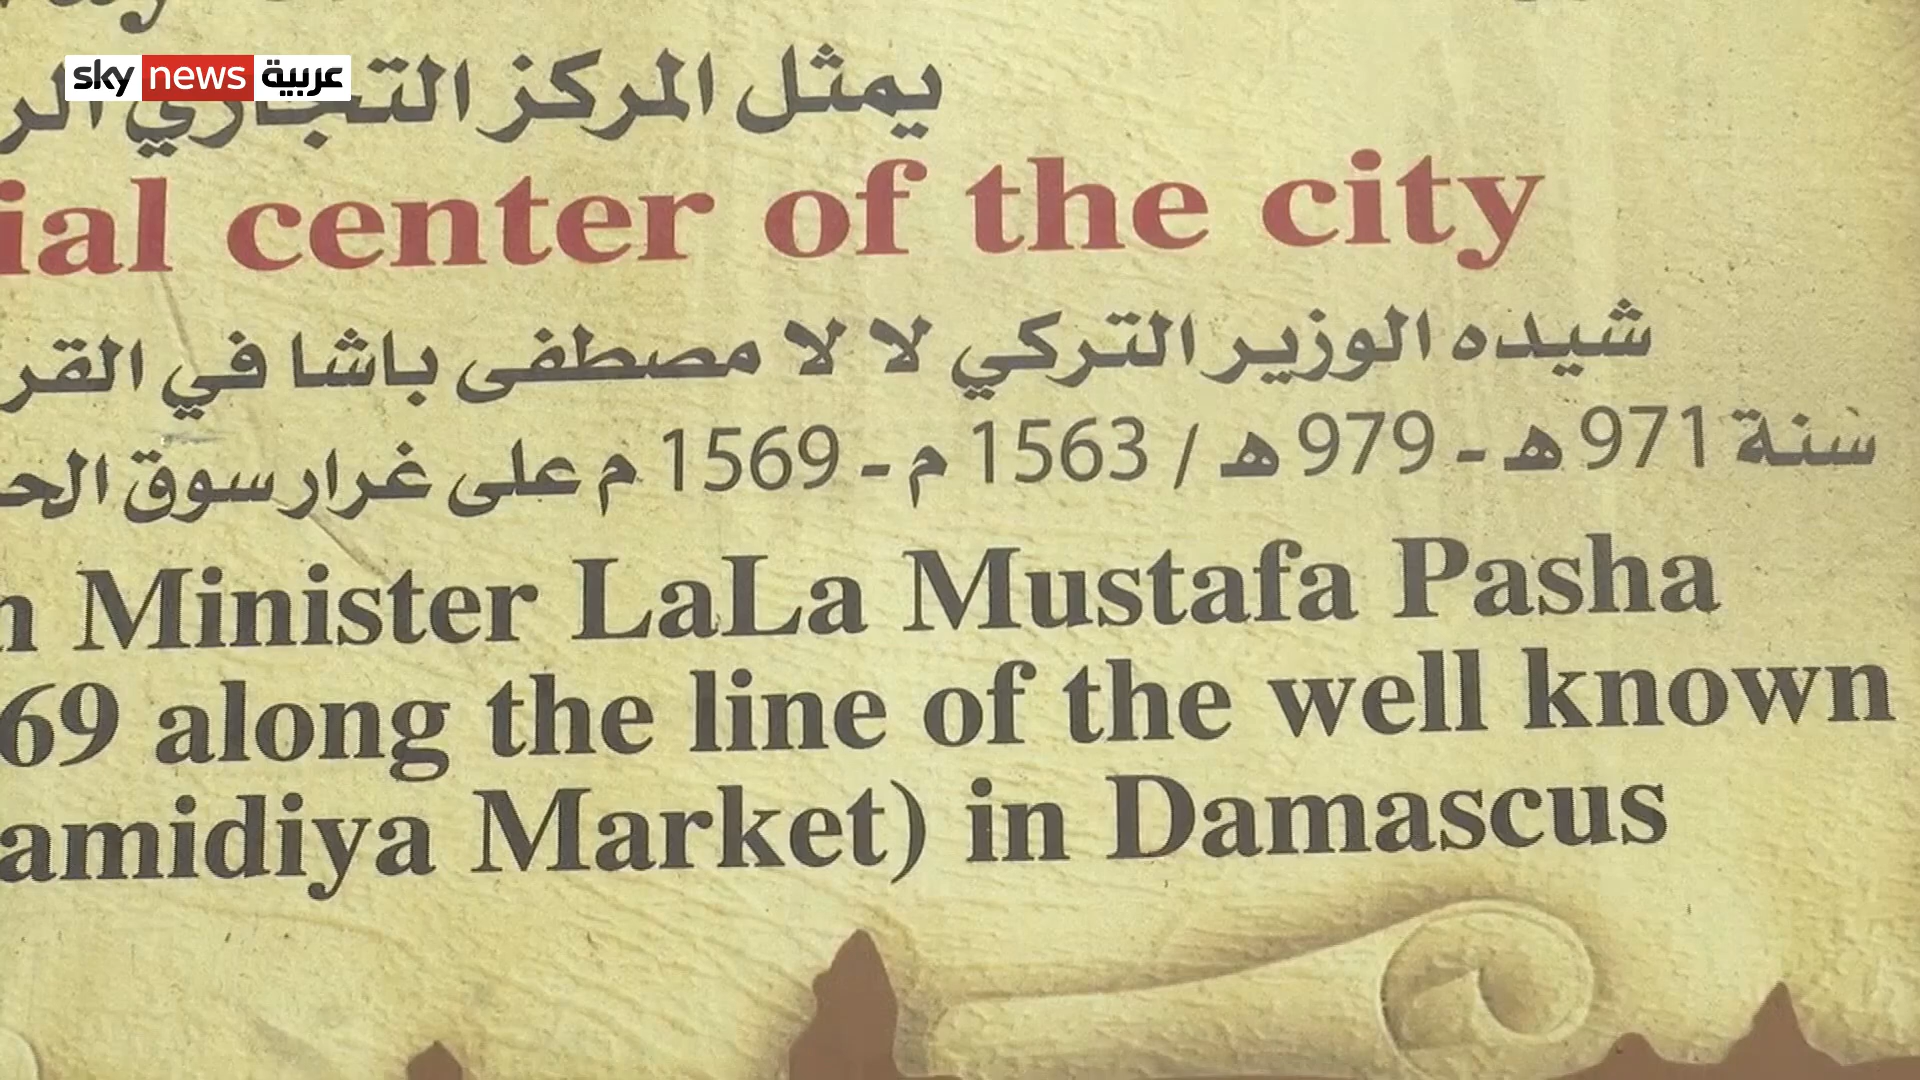 sky news عربية
يمثل المركز التجاري
center of the city
شيده الوزير التركي لا لا مصطفى باشا في
سنة 971 هـ - 979 هـ / 1563 م - 1569 م على غرار سوق
Minister LaLa Mustafa Pasha
69 along the line of the well known
amidiya Market) in Damascus